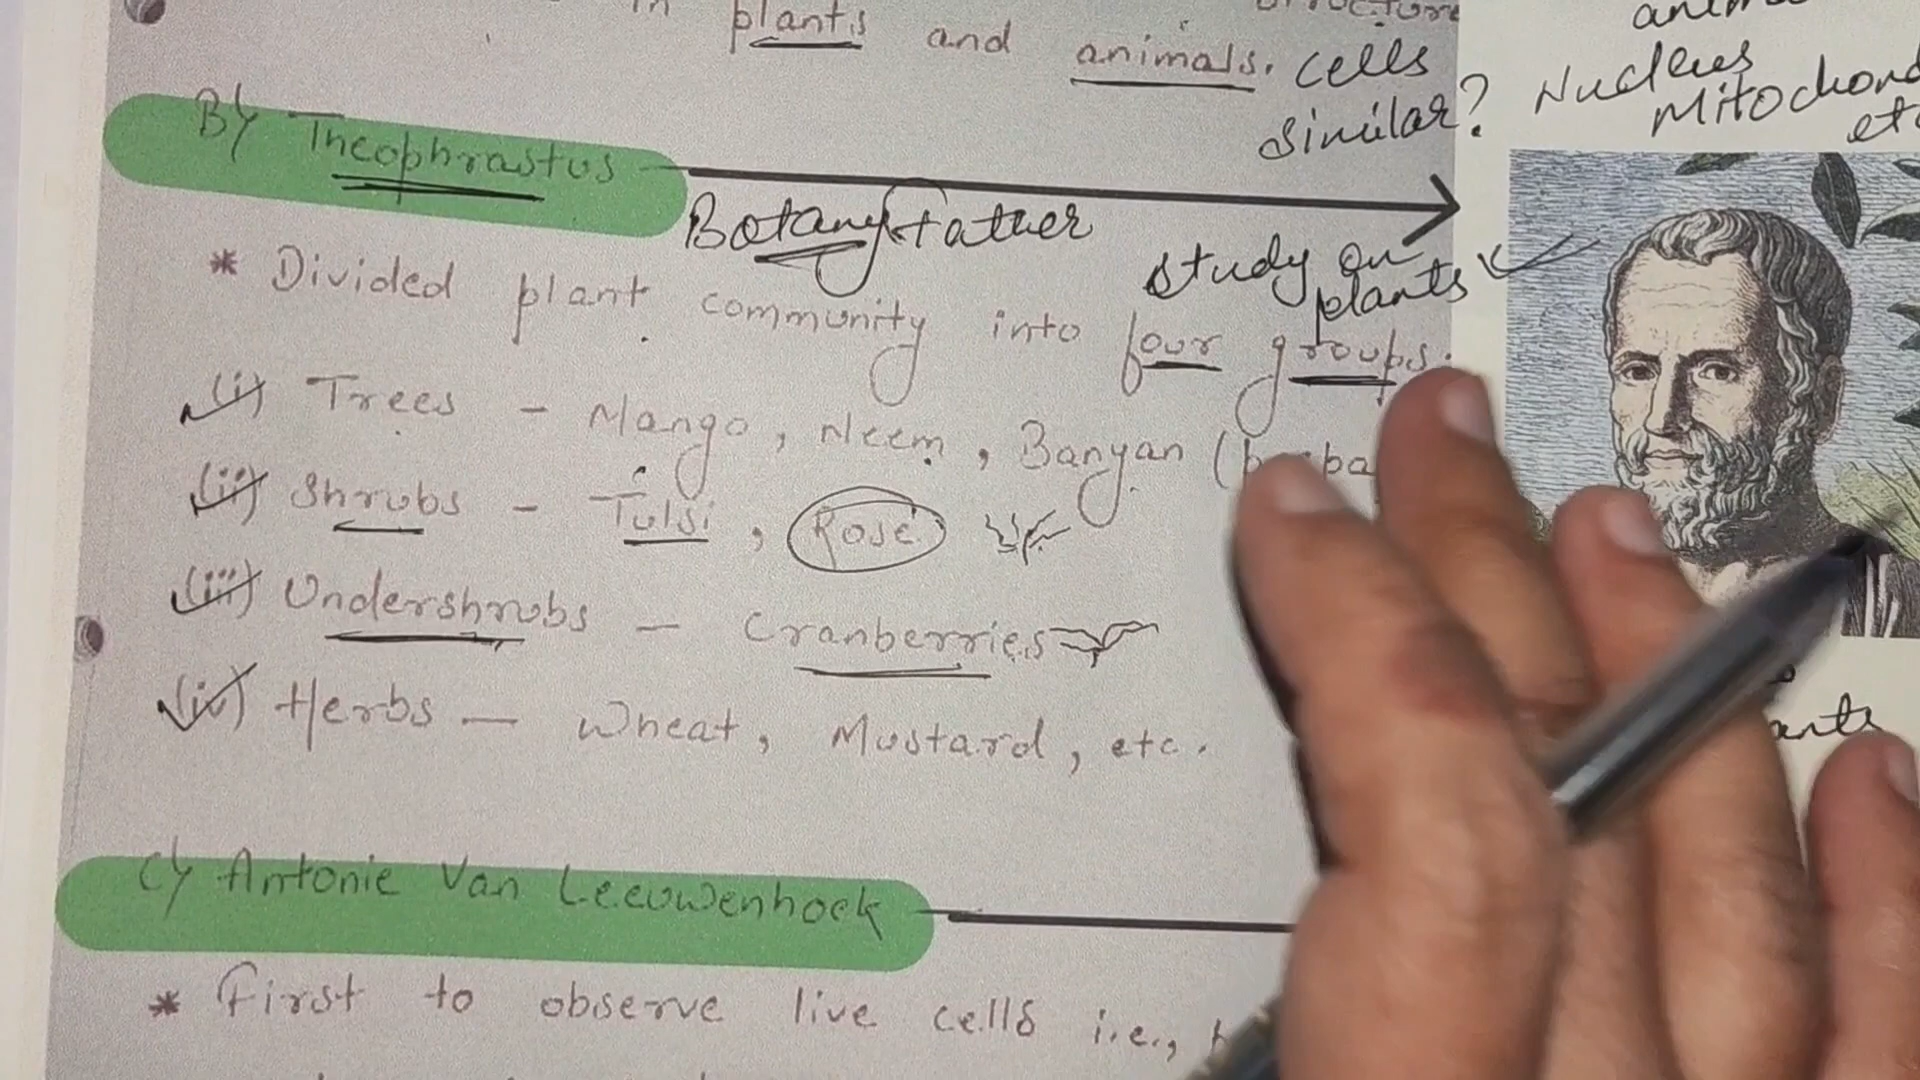 in plants and animals.
cells
similar?
Nucleus
B) Theophrastus
Botany Father
study on
plants
* Divided plant community into four groups.
(i) Trees - Mango, Neem, Banyan
(ii) Shrubs - Tulsi, Rose
(iii) Undershrubs - Cranberries
(iv) Herbs - Wheat, Mustard, etc.
C) Antonie Van Leeuwenhoek
* First to observe live cells i.e.,